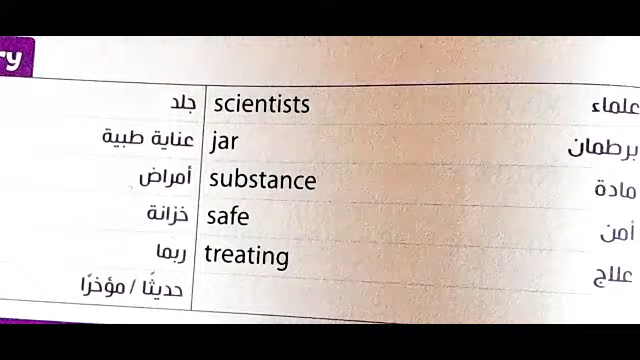 ry
جلد scientists علماء
عناية طبية jar برطمان
أمراض substance مادة
خزانة safe أمن
ربما treating علاج
حديثًا / مؤخرًا